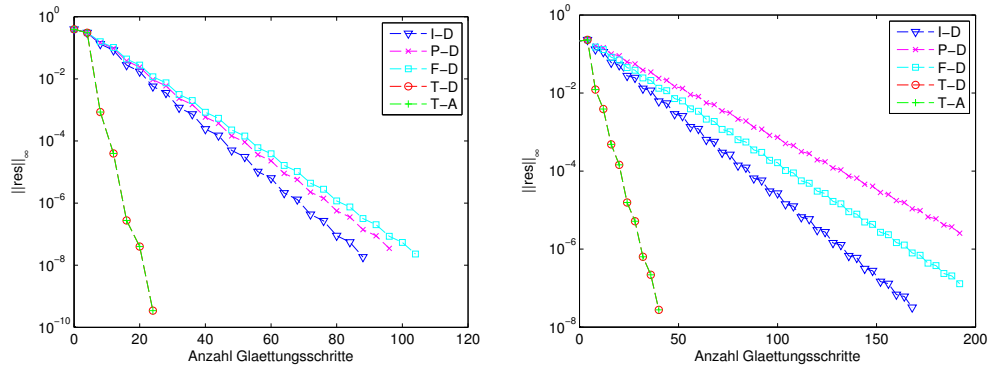 10^0
10^-2
10^-4
10^-6
10^-8
10^-10
||res||_∞
0 20 40 60 80 100 120
Anzahl Glaettungsschritte
I-D
P-D
F-D
T-D
T-A
10^0
10^-2
10^-4
10^-6
10^-8
||res||_∞
0 50 100 150 200
Anzahl Glaettungsschritte
I-D
P-D
F-D
T-D
T-A